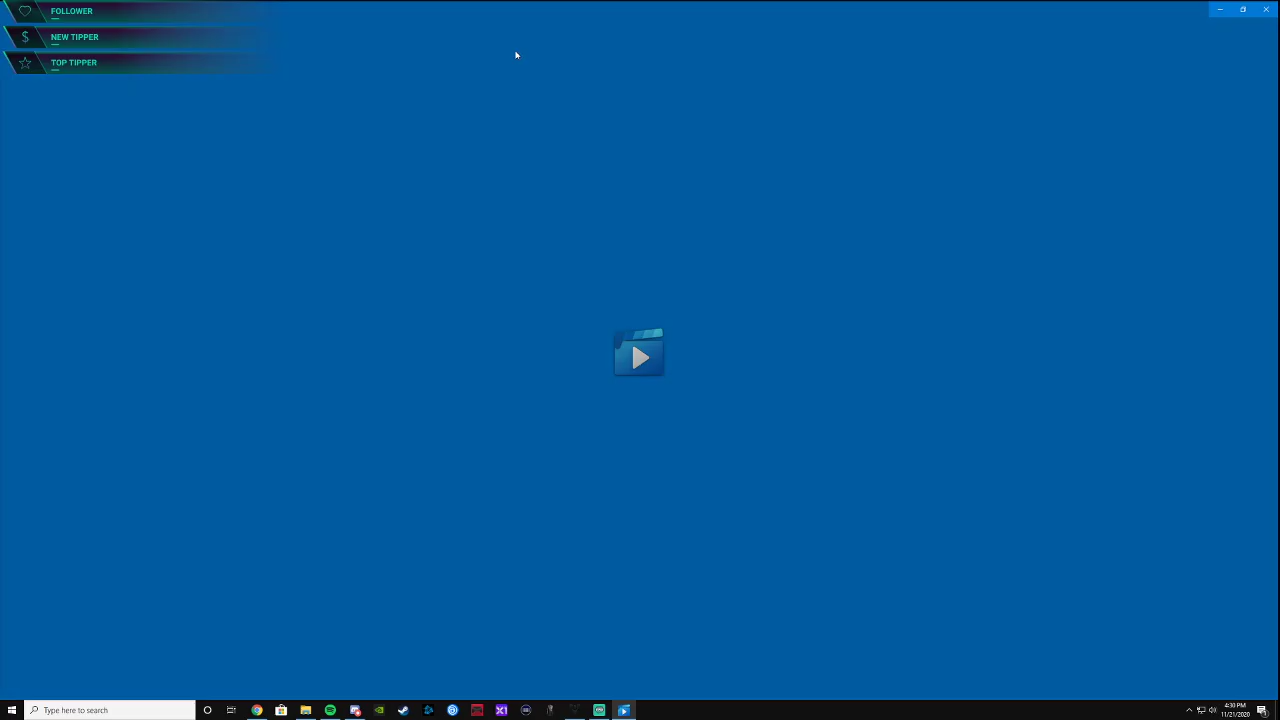 FOLLOWER
NEW TIPPER
TOP TIPPER
Type here to search
4:30 PM
11/21/2020